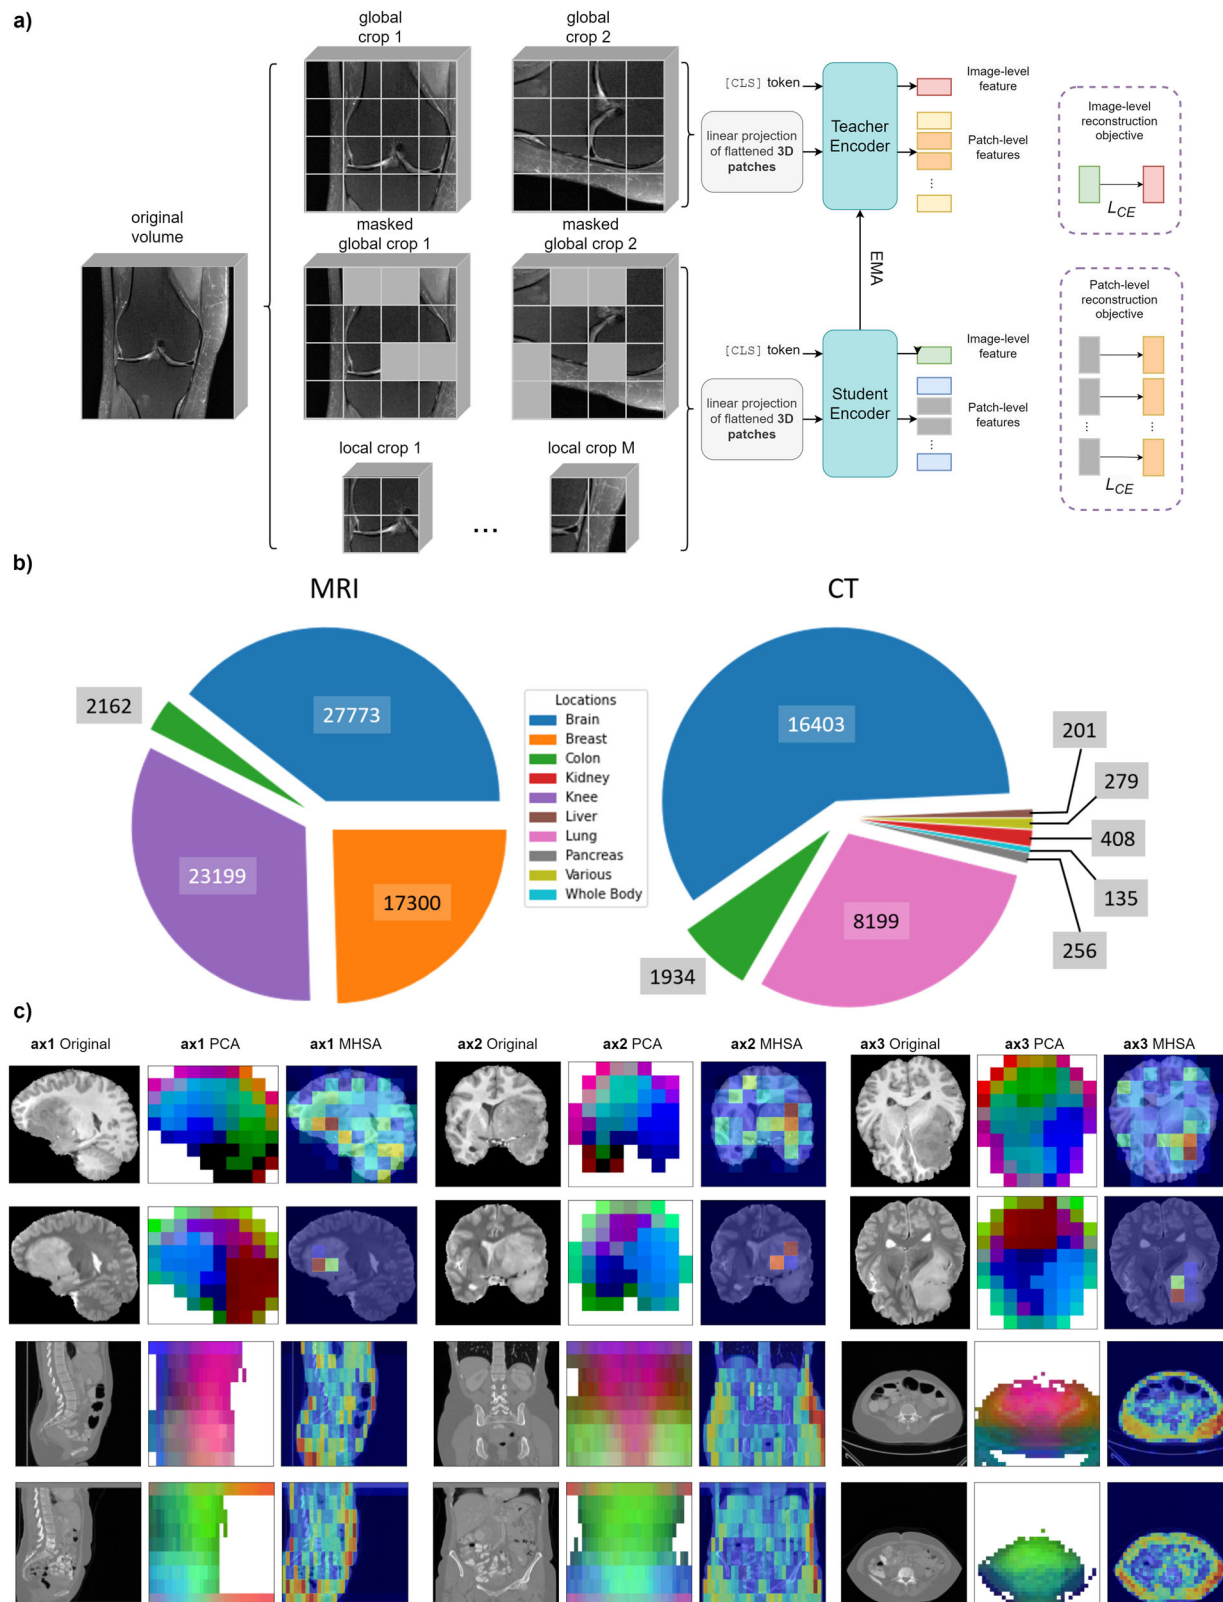 a)
global
crop 1
global
crop 2
original
volume
masked
global crop 1
masked
global crop 2
local crop 1
...
local crop M
[CLS] token
linear projection
of flattened 3D
patches
Teacher
Encoder
Image-level
feature
Patch-level
features
...
EMA
[CLS] token
linear projection
of flattened 3D
patches
Student
Encoder
Image-level
feature
Patch-level
features
...
Image-level
reconstruction
objective
LCE
Patch-level
reconstruction
objective
...
...
LCE
b)
MRI
CT
2162
27773
23199
17300
Locations
Brain
Breast
Colon
Kidney
Knee
Liver
Lung
Pancreas
Various
Whole Body
16403
201
279
408
135
256
8199
1934
c)
ax1 Original
ax1 PCA
ax1 MHSA
ax2 Original
ax2 PCA
ax2 MHSA
ax3 Original
ax3 PCA
ax3 MHSA